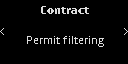 Contract
< Permit filtering >